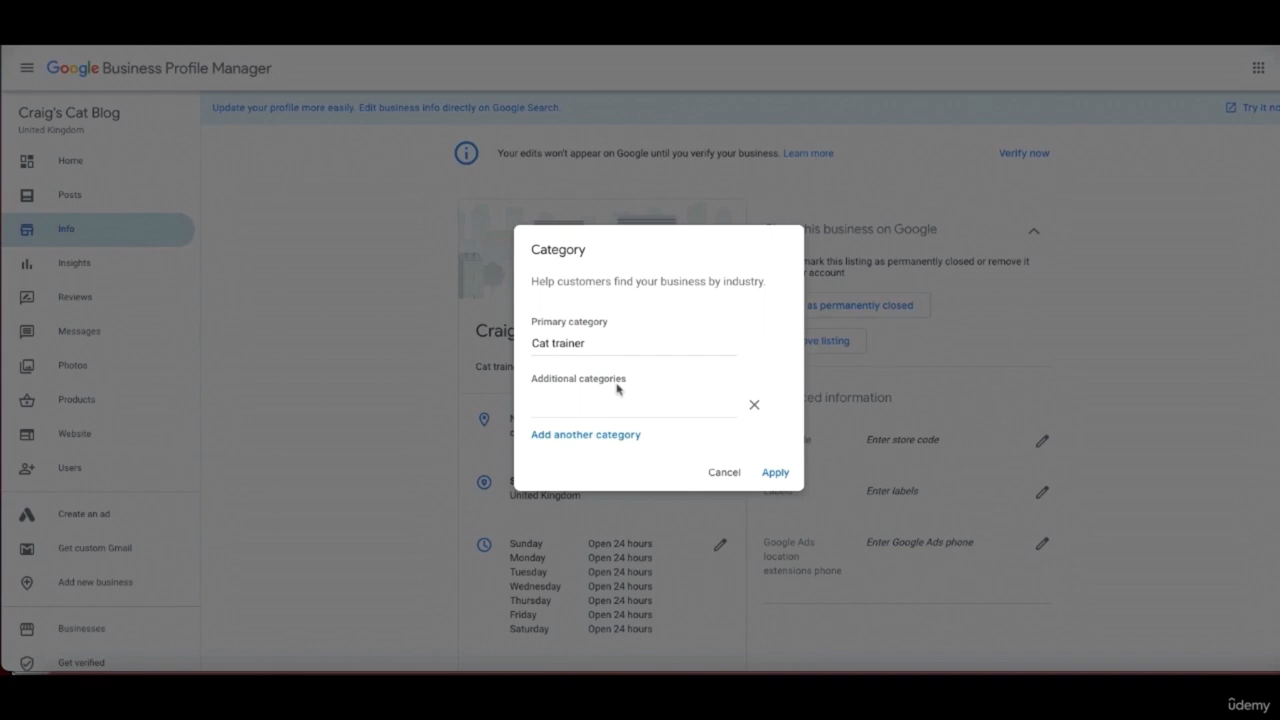 Google Business Profile Manager
Craig's Cat Blog
United Kingdom
Home
Posts
Info
Insights
Reviews
Messages
Photos
Products
Website
Users
Create an ad
Get custom Gmail
Add new business
Businesses
Get verified
Update your profile more easily. Edit business info directly on Google Search.
Try it no
Your edits won't appear on Google until you verify your business. Learn more
Verify now
Category
Help customers find your business by industry.
Primary category
Cat trainer
Additional categories
Add another category
Cancel
Apply
Craig
Cat train
United Kingdom
Sunday Open 24 hours
Monday Open 24 hours
Tuesday Open 24 hours
Wednesday Open 24 hours
Thursday Open 24 hours
Friday Open 24 hours
Saturday Open 24 hours
his business on Google
mark this listing as permanently closed or remove it
account
as permanently closed
ve listing
ed information
Enter store code
Labels
Enter labels
Google Ads
location
extensions phone
Enter Google Ads phone
ûdemy